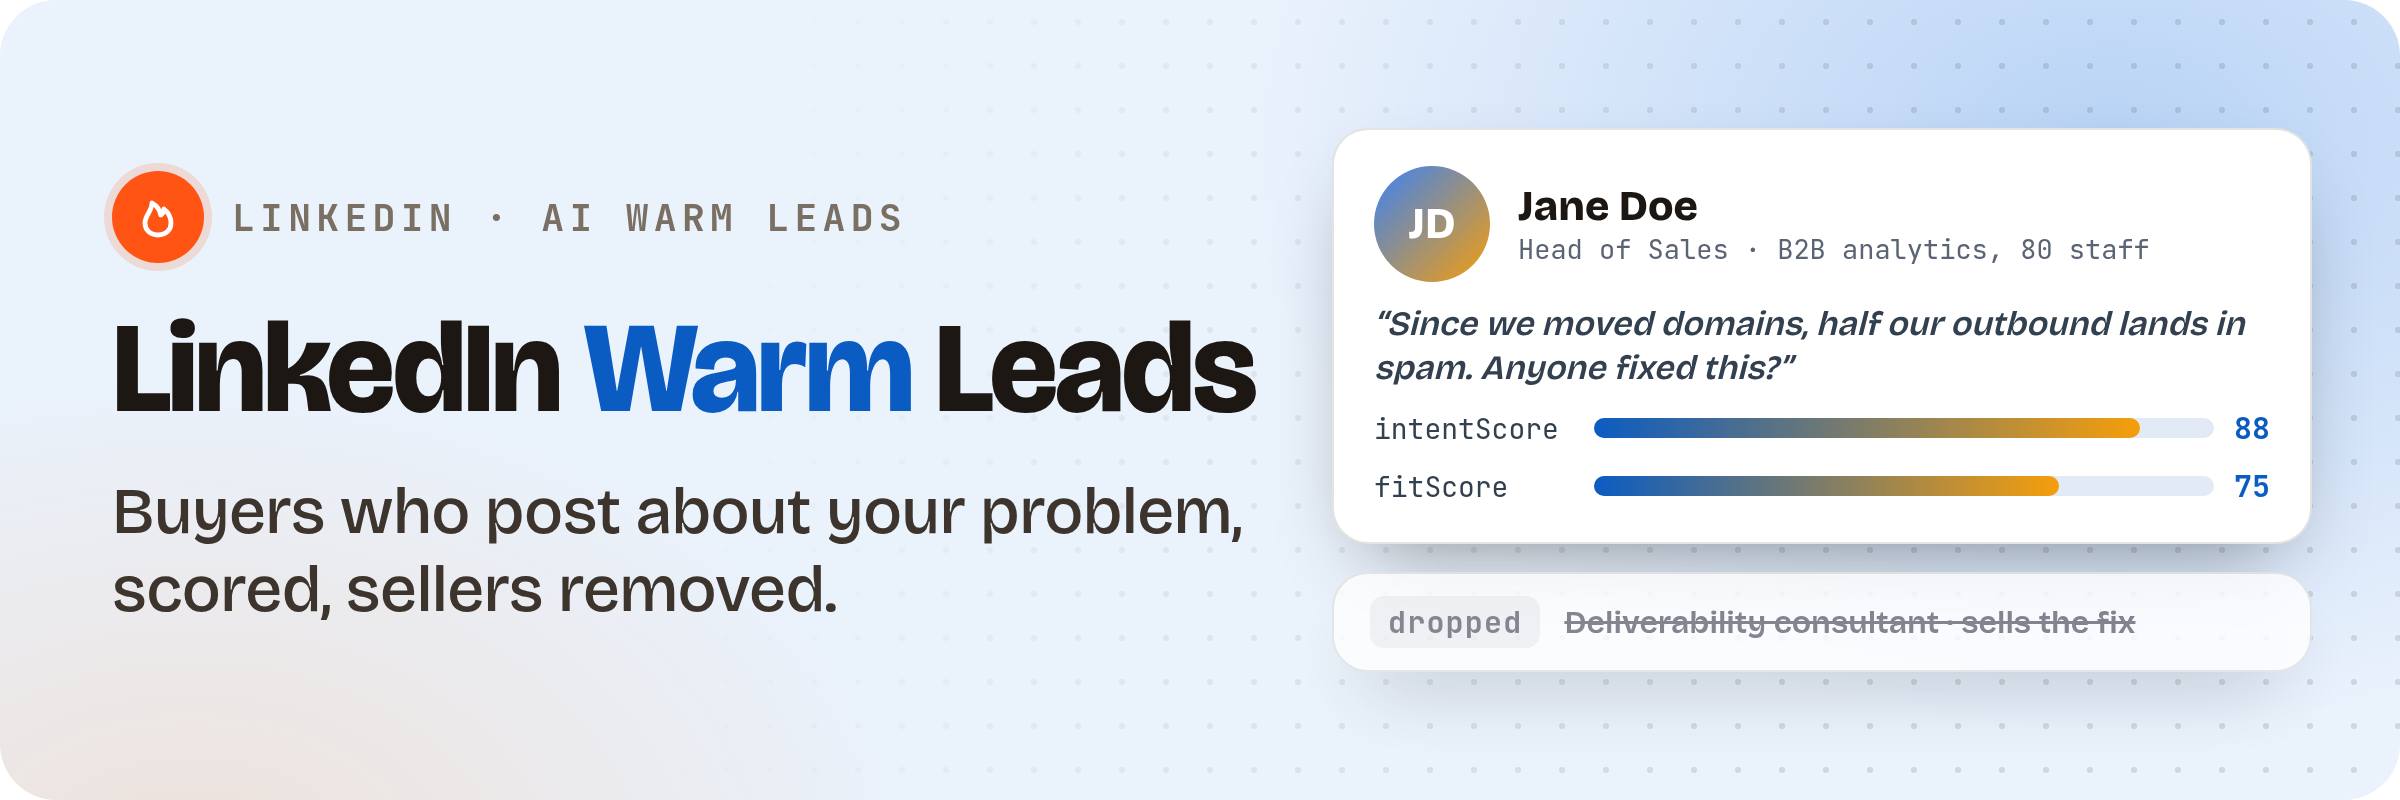 LINKEDIN · AI WARM LEADS
LinkedIn Warm Leads
Buyers who post about your problem,
scored, sellers removed.
JD
Jane Doe
Head of Sales · B2B analytics, 80 staff
“Since we moved domains, half our outbound lands in
spam. Anyone fixed this?”
intentScore 88
fitScore 75
dropped Deliverability consultant · sells the fix